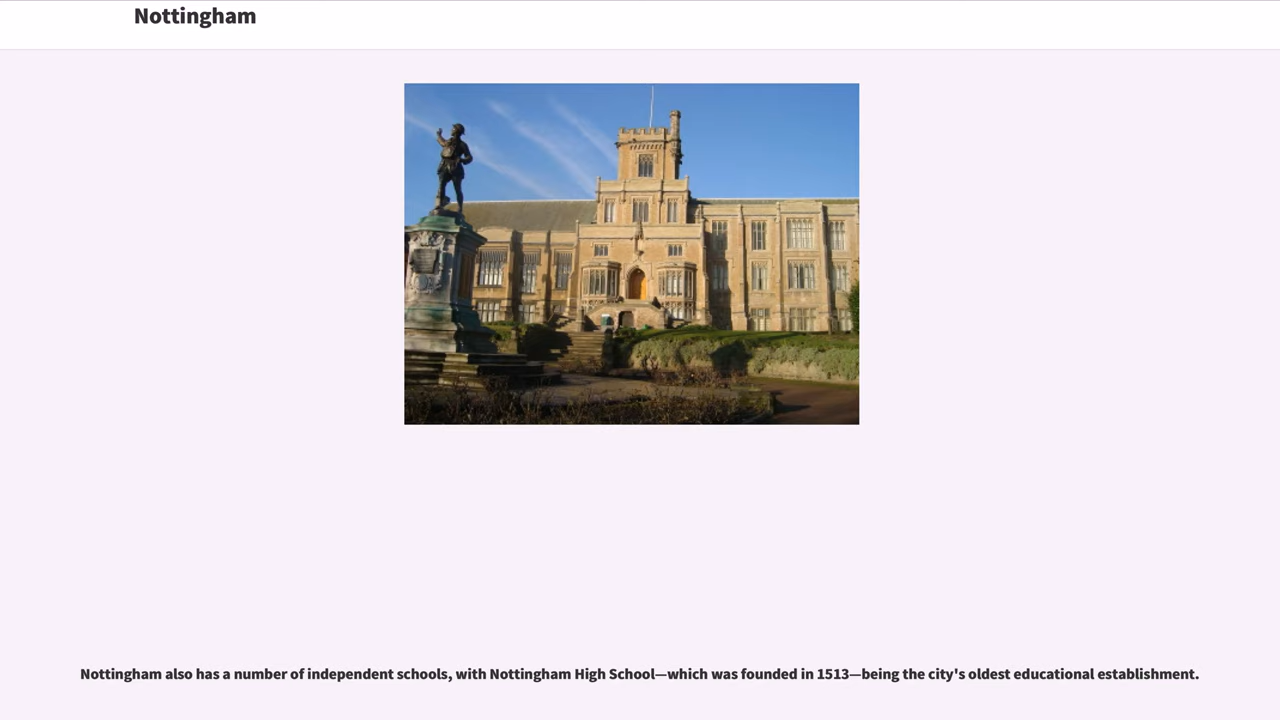 Nottingham
Nottingham also has a number of independent schools, with Nottingham High School—which was founded in 1513—being the city's oldest educational establishment.